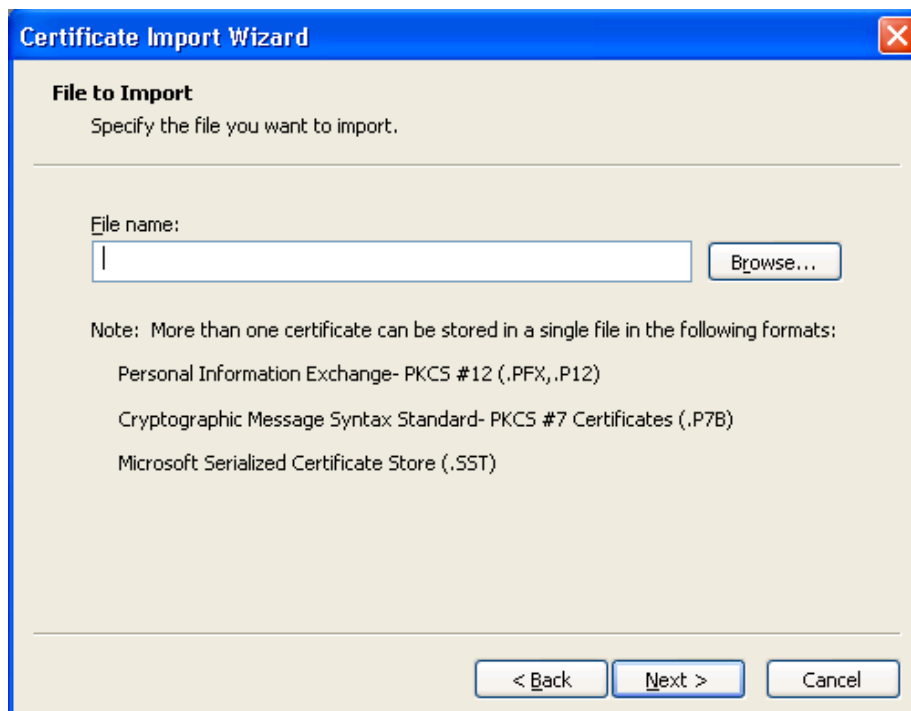 Certificate Import Wizard
File to Import
Specify the file you want to import.
File name:
Browse...
Note:  More than one certificate can be stored in a single file in the following formats:
Personal Information Exchange- PKCS #12 (.PFX,.P12)
Cryptographic Message Syntax Standard- PKCS #7 Certificates (.P7B)
Microsoft Serialized Certificate Store (.SST)
< Back
Next >
Cancel